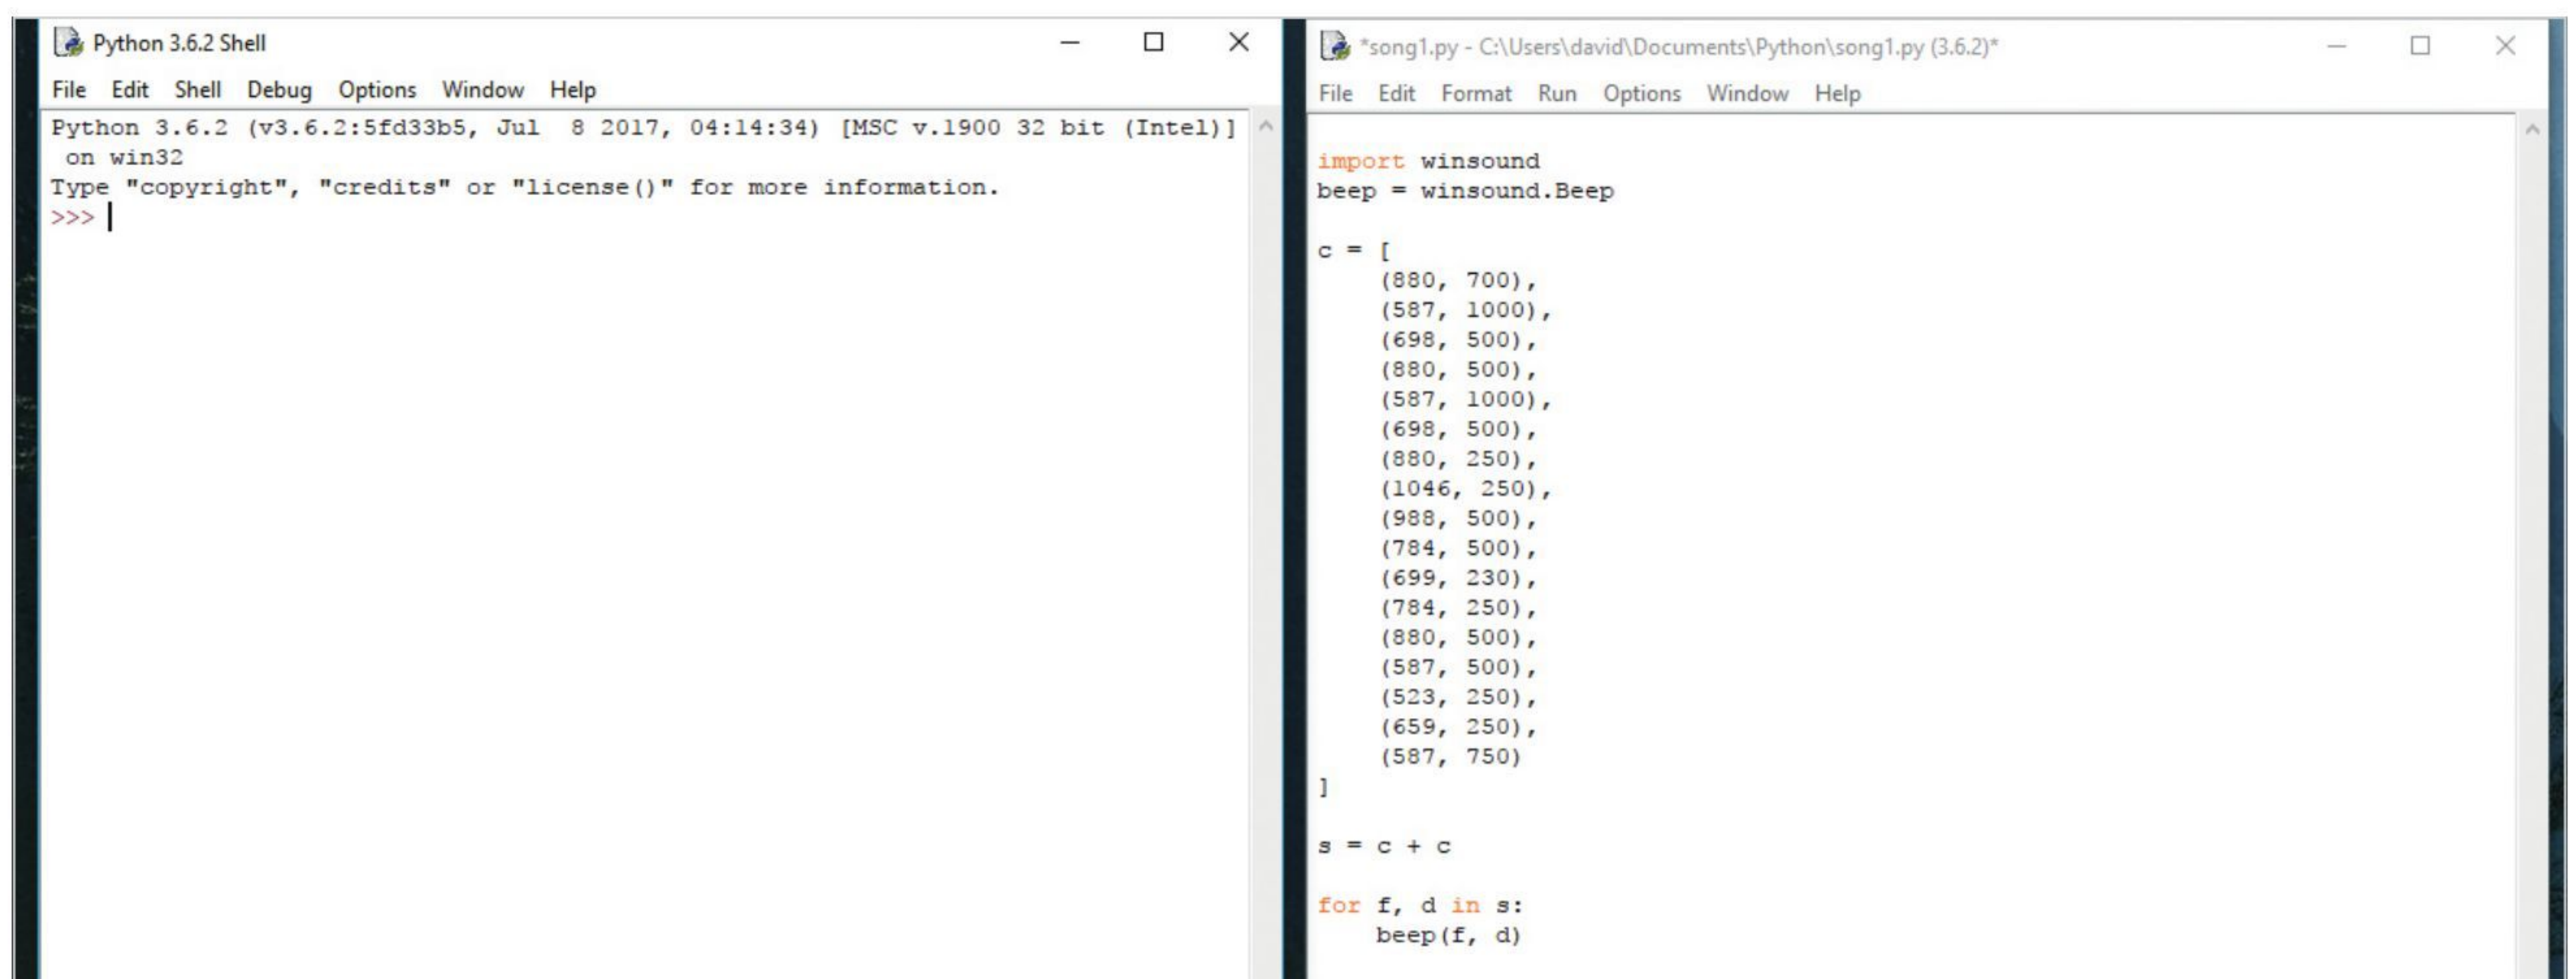 Python 3.6.2 Shell
File Edit Shell Debug Options Window Help
Python 3.6.2 (v3.6.2:5fd33b5, Jul  8 2017, 04:14:34) [MSC v.1900 32 bit (Intel)]
 on win32
Type "copyright", "credits" or "license()" for more information.
>>>
*song1.py - C:\Users\david\Documents\Python\song1.py (3.6.2)*
File Edit Format Run Options Window Help
import winsound
beep = winsound.Beep
c = [
    (880, 700),
    (587, 1000),
    (698, 500),
    (880, 500),
    (587, 1000),
    (698, 500),
    (880, 250),
    (1046, 250),
    (988, 500),
    (784, 500),
    (699, 230),
    (784, 250),
    (880, 500),
    (587, 500),
    (523, 250),
    (659, 250),
    (587, 750)
]
s = c + c
for f, d in s:
    beep(f, d)